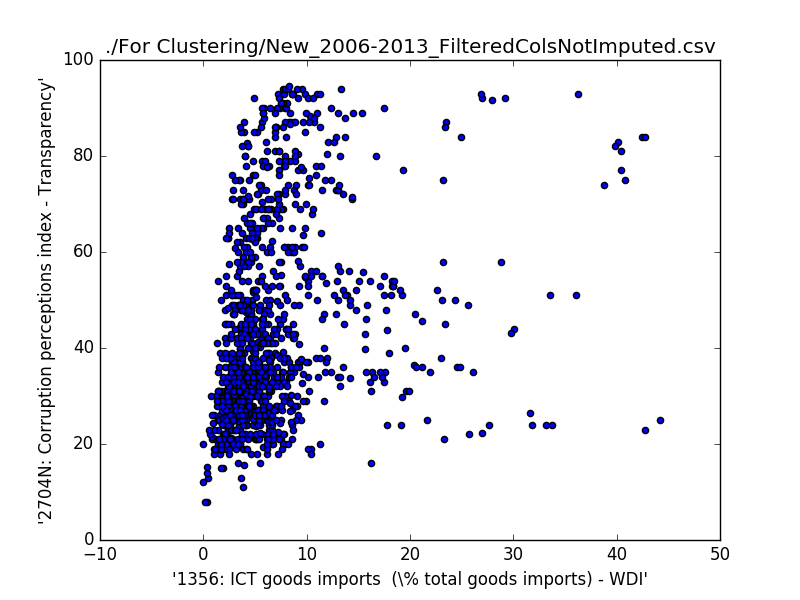 ./For Clustering/New_2006-2013_FilteredColsNotImputed.csv
100
80
60
40
20
0
-10 0 10 20 30 40 50
'2704N: Corruption perceptions index - Transparency'
'1356: ICT goods imports  (\% total goods imports) - WDI'